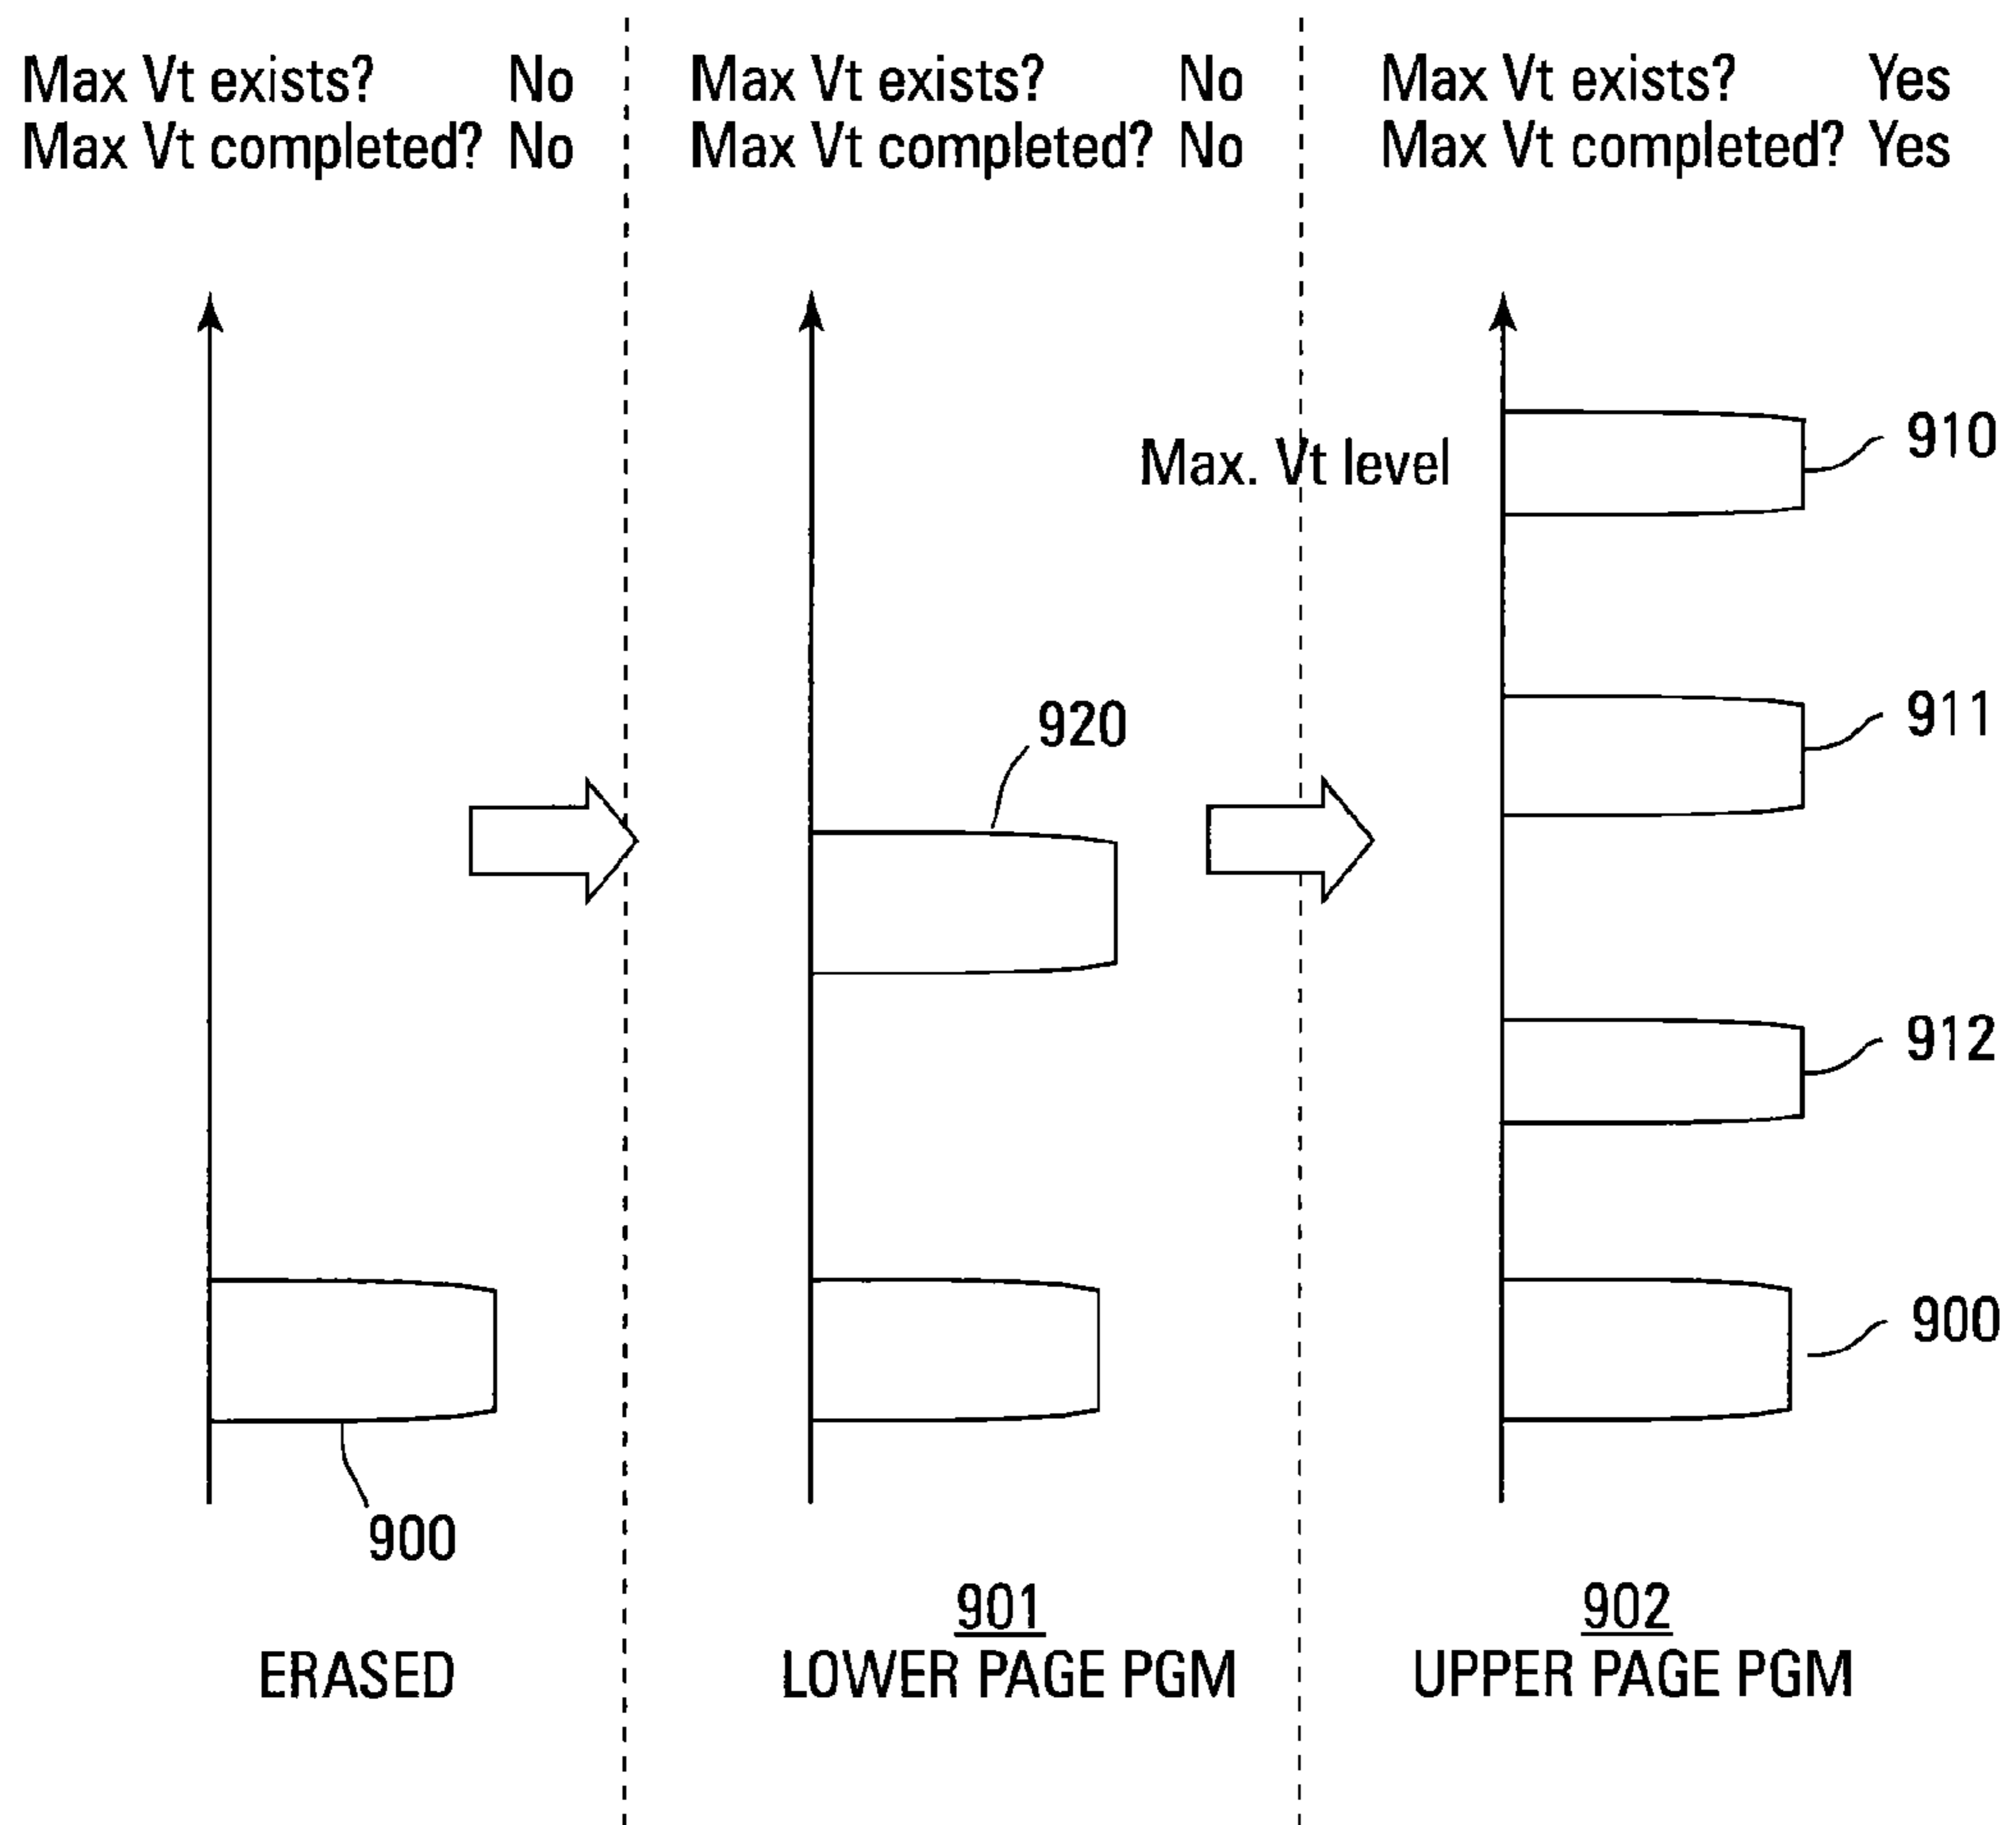 Max Vt exists? No
Max Vt completed? No
Max Vt exists? No
Max Vt completed? No
Max Vt exists? Yes
Max Vt completed? Yes
Max. Vt level
910
911
920
912
900
900
901
902
ERASED
LOWER PAGE PGM
UPPER PAGE PGM